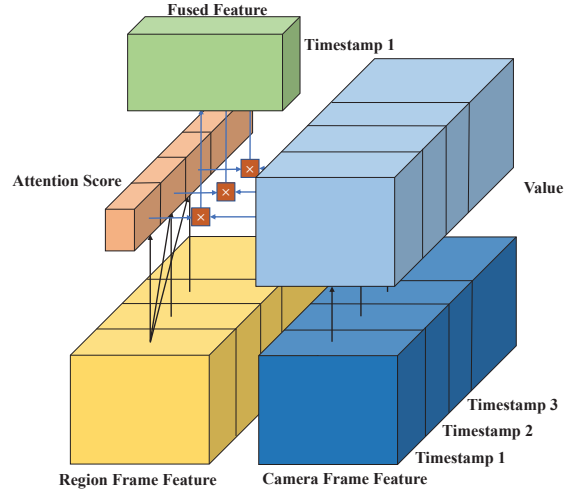 Fused Feature
Timestamp 1
Attention Score
× 
×
×
Value
Timestamp 3
Timestamp 2
Timestamp 1
Region Frame Feature
Camera Frame Feature